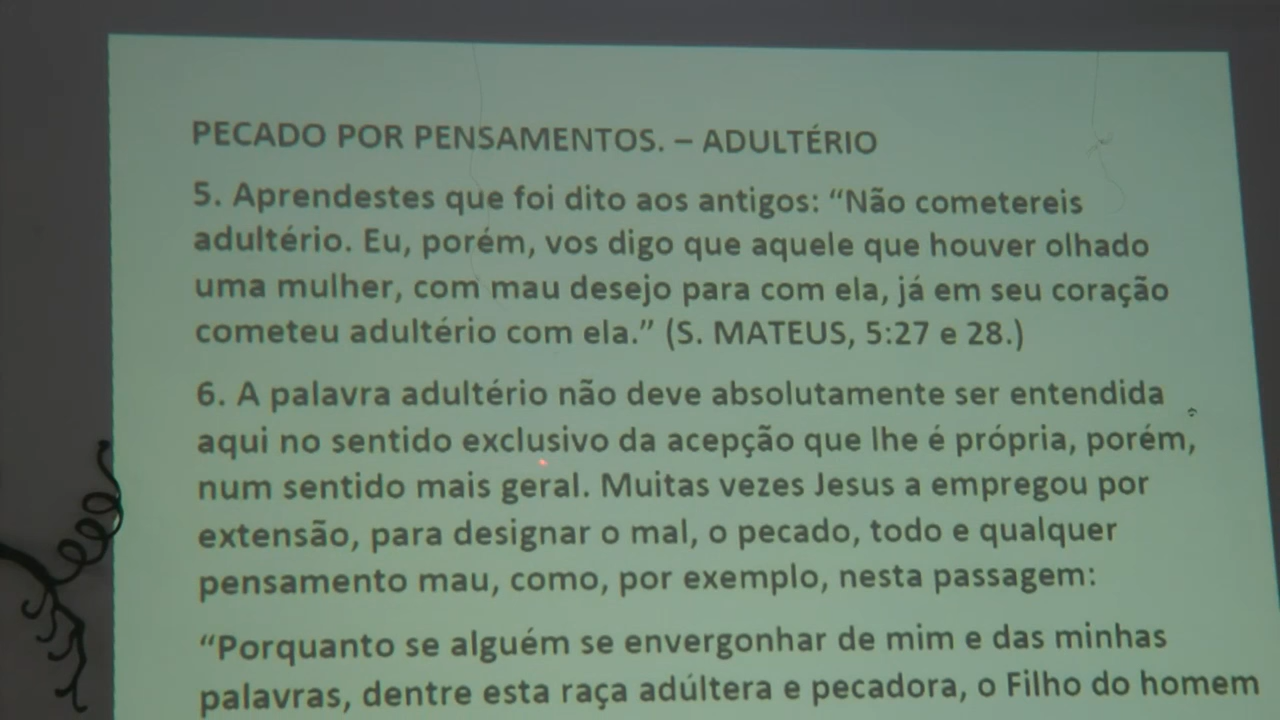 PECADO POR PENSAMENTOS. – ADULTÉRIO
5. Aprendestes que foi dito aos antigos: “Não cometereis
adultério. Eu, porém, vos digo que aquele que houver olhado
uma mulher, com mau desejo para com ela, já em seu coração
cometeu adultério com ela.” (S. MATEUS, 5:27 e 28.)
6. A palavra adultério não deve absolutamente ser entendida
aqui no sentido exclusivo da acepção que lhe é própria, porém,
num sentido mais geral. Muitas vezes Jesus a empregou por
extensão, para designar o mal, o pecado, todo e qualquer
pensamento mau, como, por exemplo, nesta passagem:
“Porquanto se alguém se envergonhar de mim e das minhas
palavras, dentre esta raça adúltera e pecadora, o Filho do homem